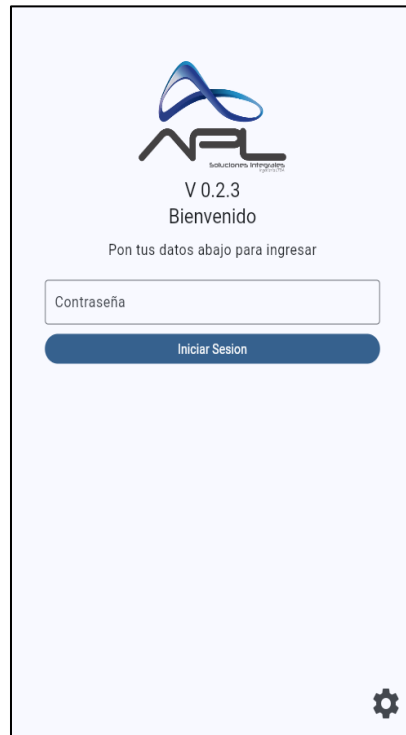 APL
Soluciones Integrales
V 0.2.3
Bienvenido
Pon tus datos abajo para ingresar
Contraseña
Iniciar Sesion